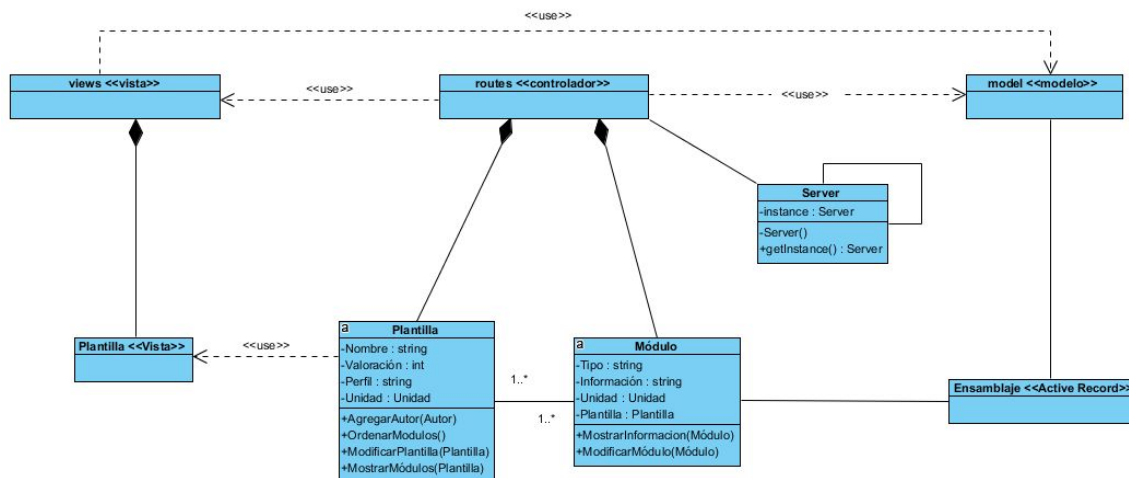 <<use>>
views <<vista>>
<<use>>
routes <<controlador>>
<<use>>
model <<modelo>>
Server
-instance : Server
-Server()
+getInstance() : Server
Plantilla <<Vista>>
<<use>>
a
Plantilla
-Nombre : string
-Valoración : int
-Perfil : string
-Unidad : Unidad
+AgregarAutor(Autor)
+OrdenarModulos()
+ModificarPlantilla(Plantilla)
+MostrarMódulos(Plantilla)
1..*
1..*
a
Módulo
-Tipo : string
-Información : string
-Unidad : Unidad
-Plantilla : Plantilla
+MostrarInformacion(Módulo)
+ModificarMódulo(Módulo)
Ensamblaje <<Active Record>>